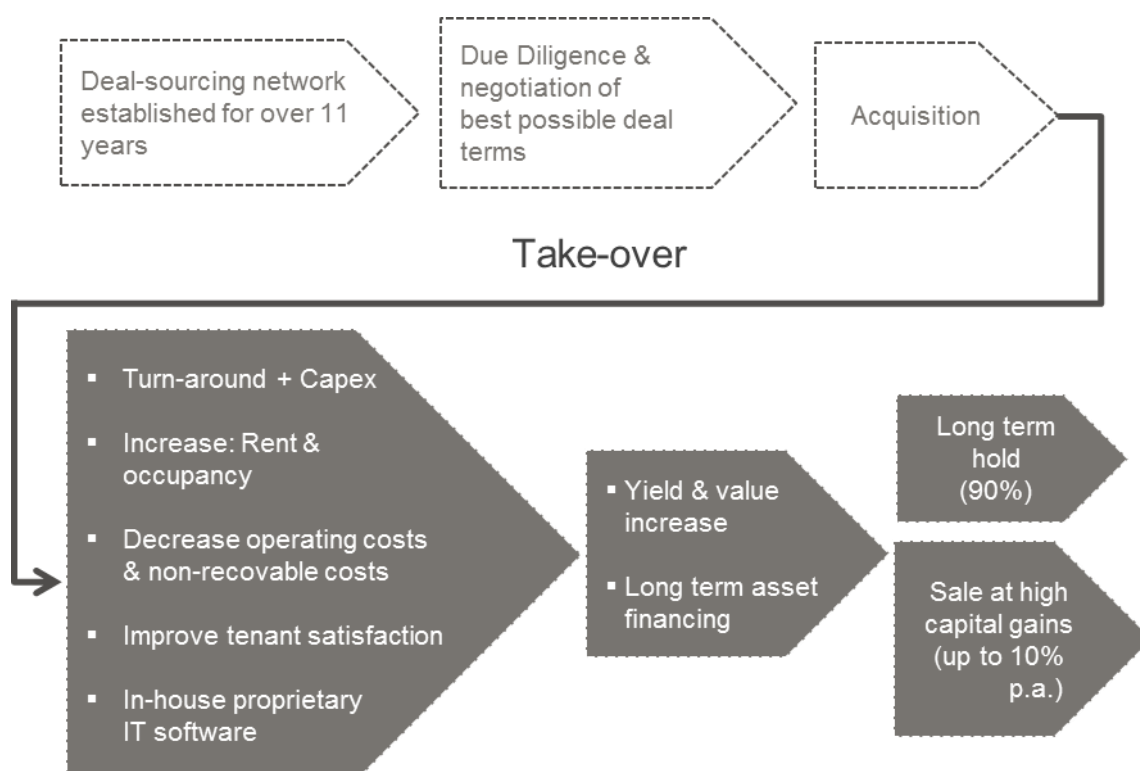 Deal-sourcing network
established for over 11
years
Due Diligence &
negotiation of
best possible deal
terms
Acquisition
Take-over
▪ Turn-around + Capex
▪ Increase: Rent &
occupancy
▪ Decrease operating costs
& non-recovable costs
▪ Improve tenant satisfaction
▪ In-house proprietary
IT software
▪ Yield & value
increase
▪ Long term asset
financing
Long term
hold
(90%)
Sale at high
capital gains
(up to 10%
p.a.)